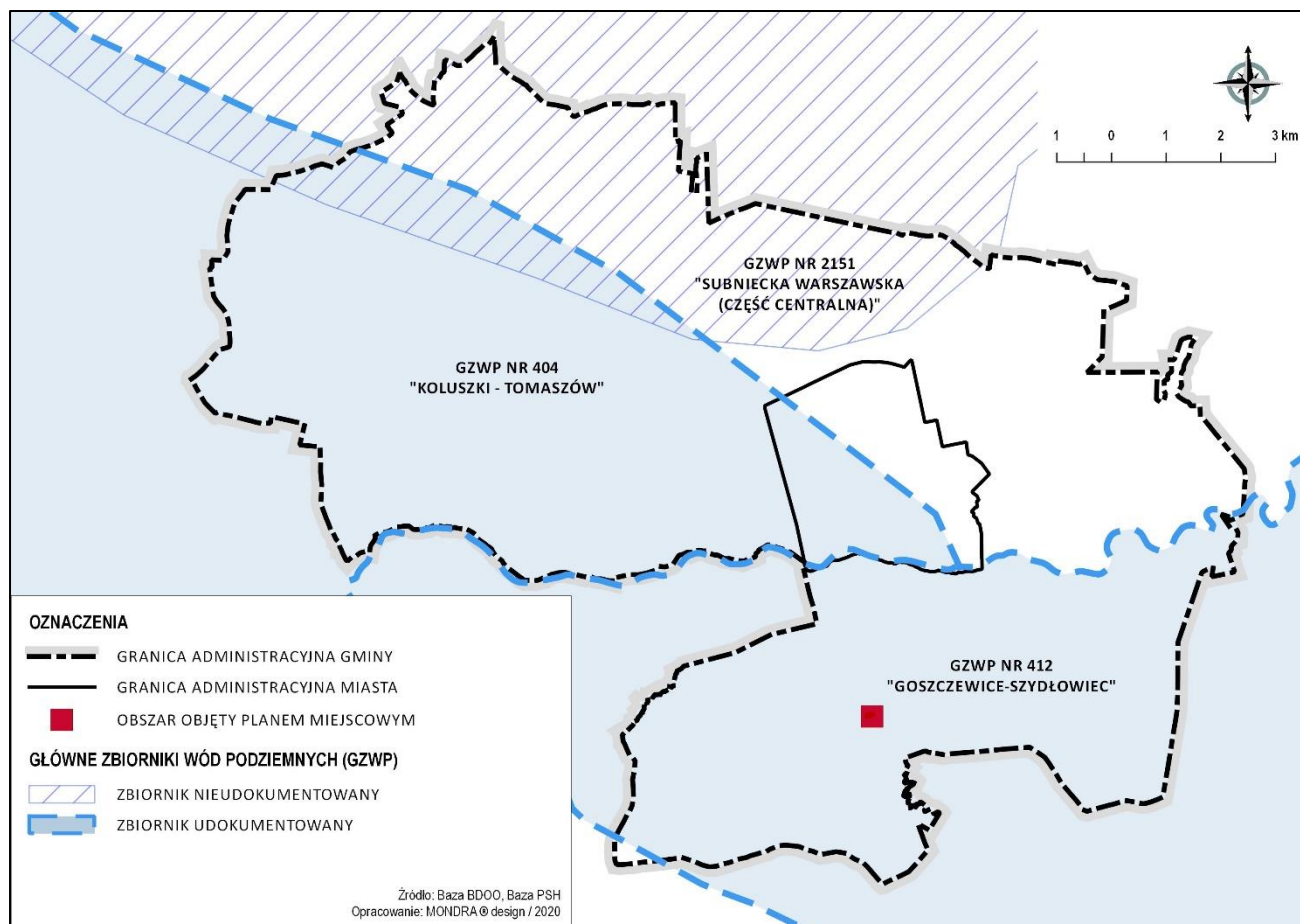 1 0 1 2 3 km
GZWP NR 2151
"SUBNIECKA WARSZAWSKA
(CZĘŚĆ CENTRALNA)"
GZWP NR 404
"KOLUSZKI - TOMASZÓW"
GZWP NR 412
"GOSZCZEWICE-SZYDŁOWIEC"
OZNACZENIA
GRANICA ADMINISTRACYJNA GMINY
GRANICA ADMINISTRACYJNA MIASTA
OBSZAR OBJĘTY PLANEM MIEJSCOWYM
GŁÓWNE ZBIORNIKI WÓD PODZIEMNYCH (GZWP)
ZBIORNIK NIEUDOKUMENTOWANY
ZBIORNIK UDOKUMENTOWANY
Źródło: Baza BDOO, Baza PSH
Opracowanie: MONDRA ® design / 2020